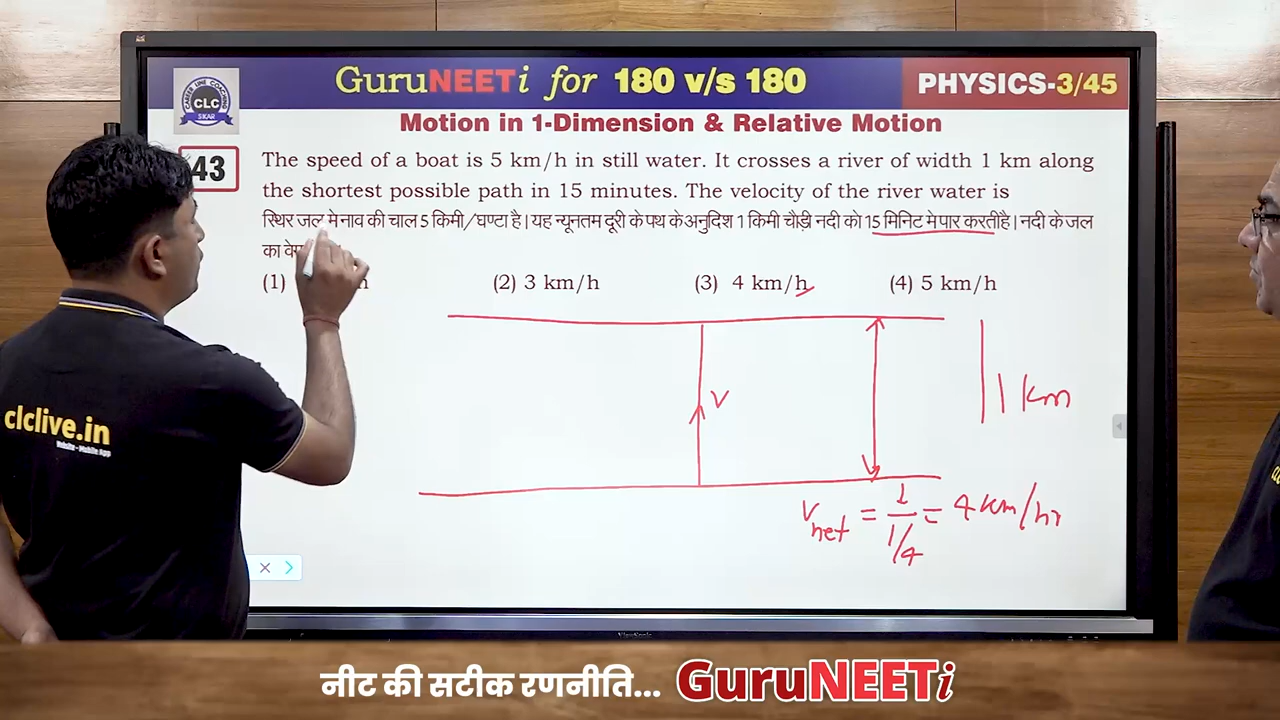 GuruNEETi for 180 v/s 180
PHYSICS-3/45
CLC
SIKAR
Motion in 1-Dimension & Relative Motion
43
The speed of a boat is 5 km/h in still water. It crosses a river of width 1 km along
the shortest possible path in 15 minutes. The velocity of the river water is
स्थिर जल मे नाव की चाल 5 किमी/घण्टा है। यह न्यूनतम दूरी के पथ के अनुदिश 1 किमी चौड़ी नदी को 15 मिनिट मे पार करती है। नदी के जल
का
(1)
(2) 3 km/h
(3) 4 km/h
(4) 5 km/h
V
1 km
Vnet = 1/1/4 = 4 km/hr
clclive.in
Website - Mobile App
ViewSonic
नीट की सटीक रणनीति... GuruNEETi